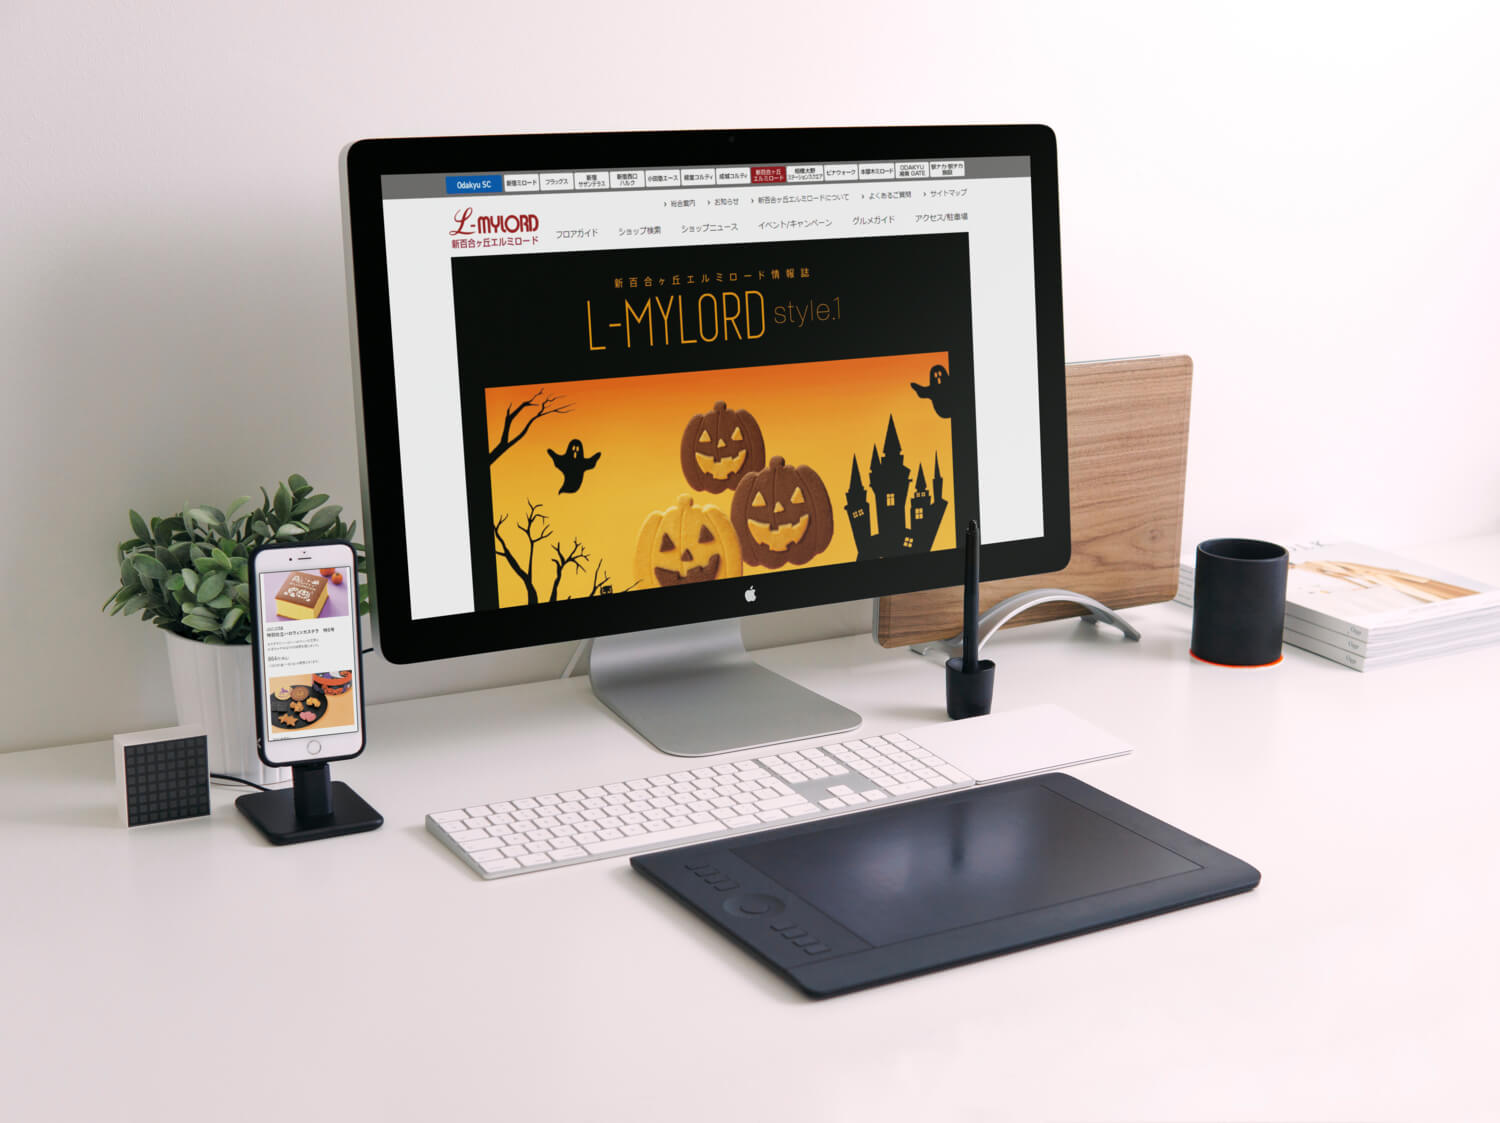 Odakyu SC
新宿ミロード
フラッグス
新宿
サザンテラス
新宿西口
ハルク
小田急エース
経堂コルティ
成城コルティ
新百合ヶ丘
エルミロード
相模大野
ステーションスクエア
ビナウォーク
本厚木ミロード
ODAKYU
湘南 GATE
駅ナカ・駅チカ
施設
総合案内
お知らせ
新百合ヶ丘エルミロードについて
よくあるご質問
サイトマップ
L-MYLORD
新百合ヶ丘エルミロード
フロアガイド
ショップ検索
ショップニュース
イベント/キャンペーン
グルメガイド
アクセス/駐車場
新百合ヶ丘エルミロード情報誌
L-MYLORD style.1